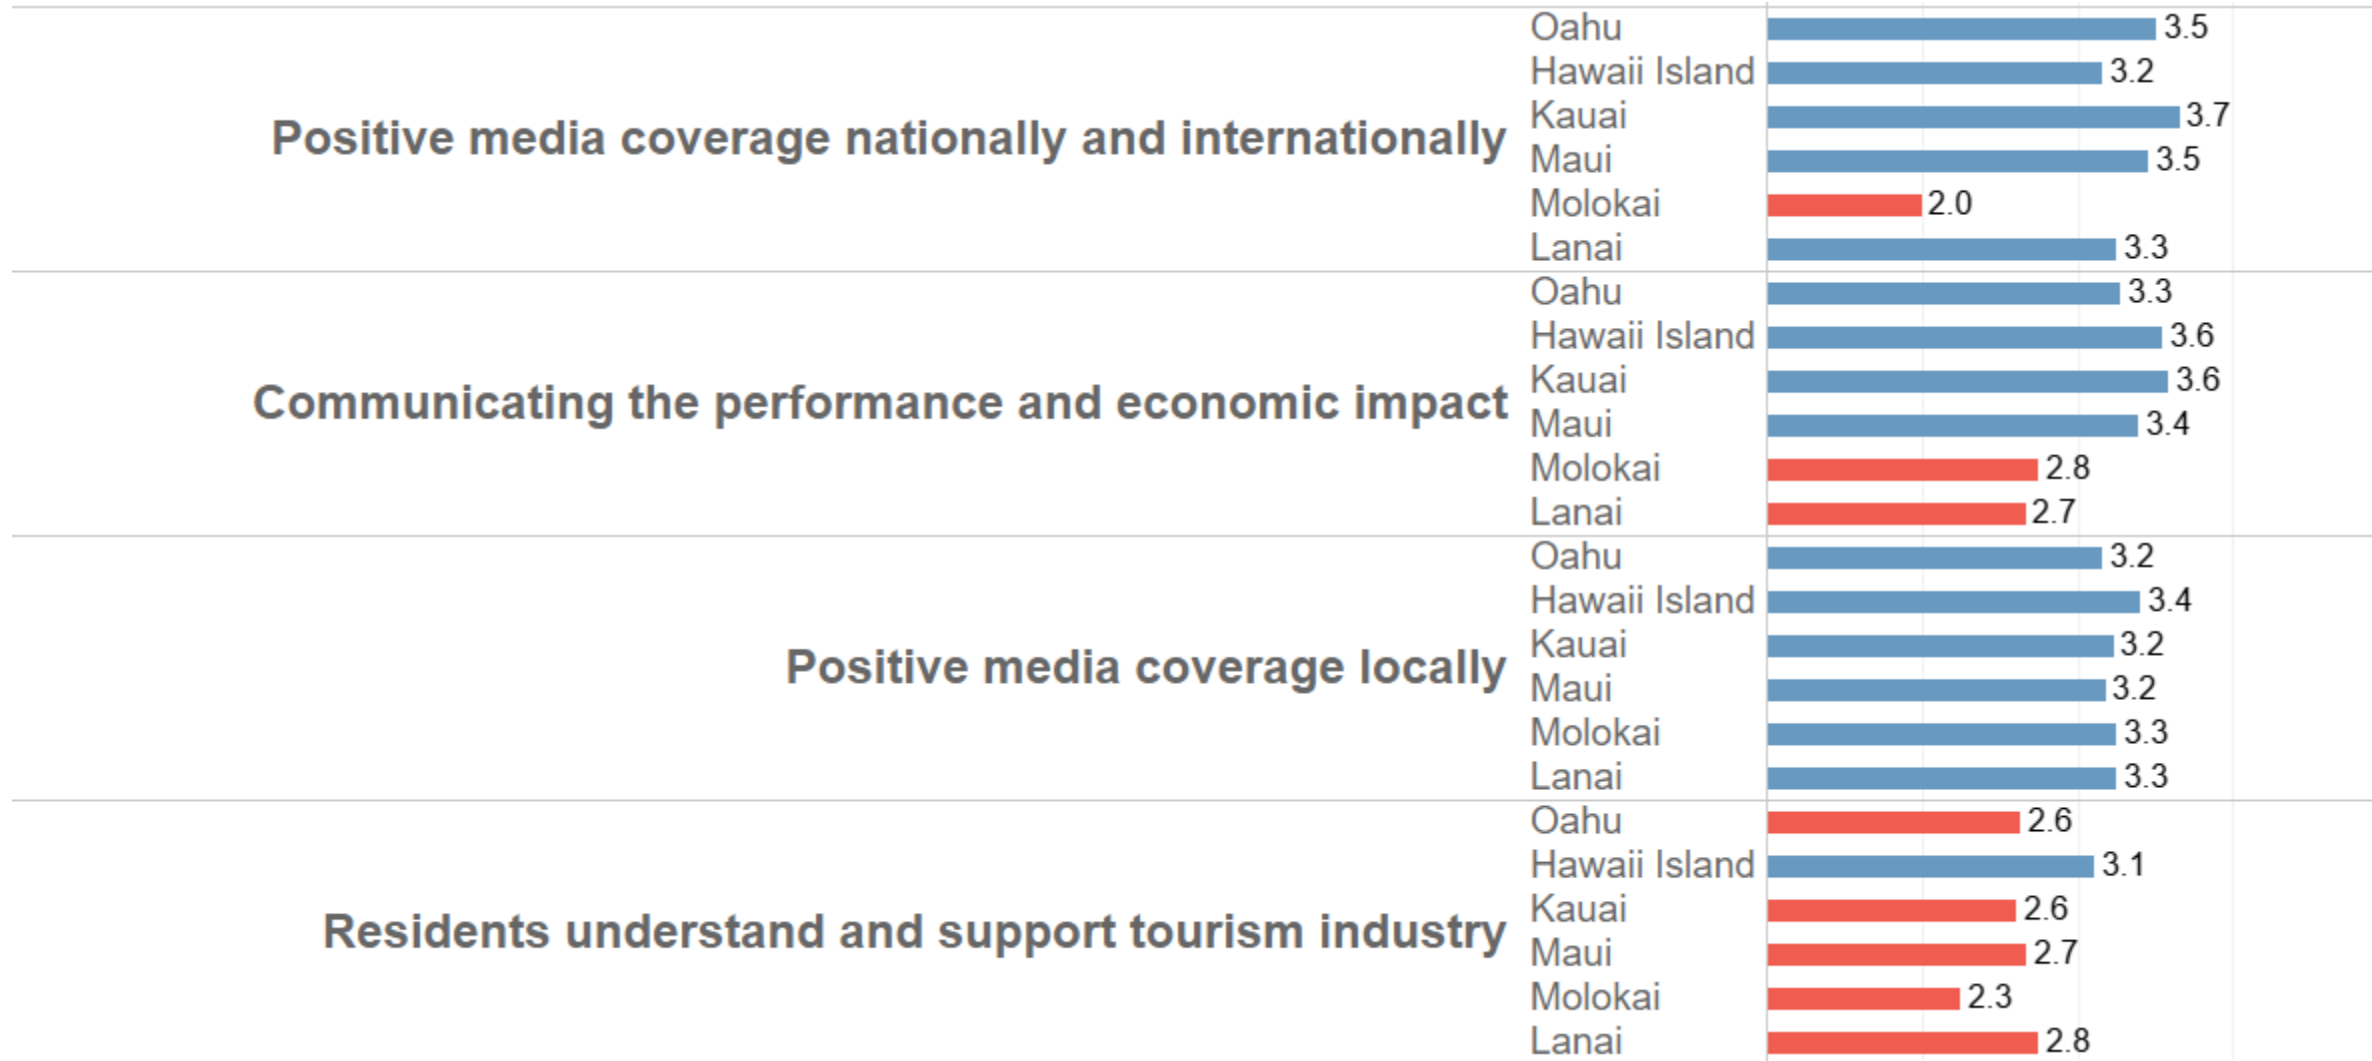 Positive media coverage nationally and internationally
Oahu 3.5
Hawaii Island 3.2
Kauai 3.7
Maui 3.5
Molokai 2.0
Lanai 3.3
Communicating the performance and economic impact
Oahu 3.3
Hawaii Island 3.6
Kauai 3.6
Maui 3.4
Molokai 2.8
Lanai 2.7
Positive media coverage locally
Oahu 3.2
Hawaii Island 3.4
Kauai 3.2
Maui 3.2
Molokai 3.3
Lanai 3.3
Residents understand and support tourism industry
Oahu 2.6
Hawaii Island 3.1
Kauai 2.6
Maui 2.7
Molokai 2.3
Lanai 2.8